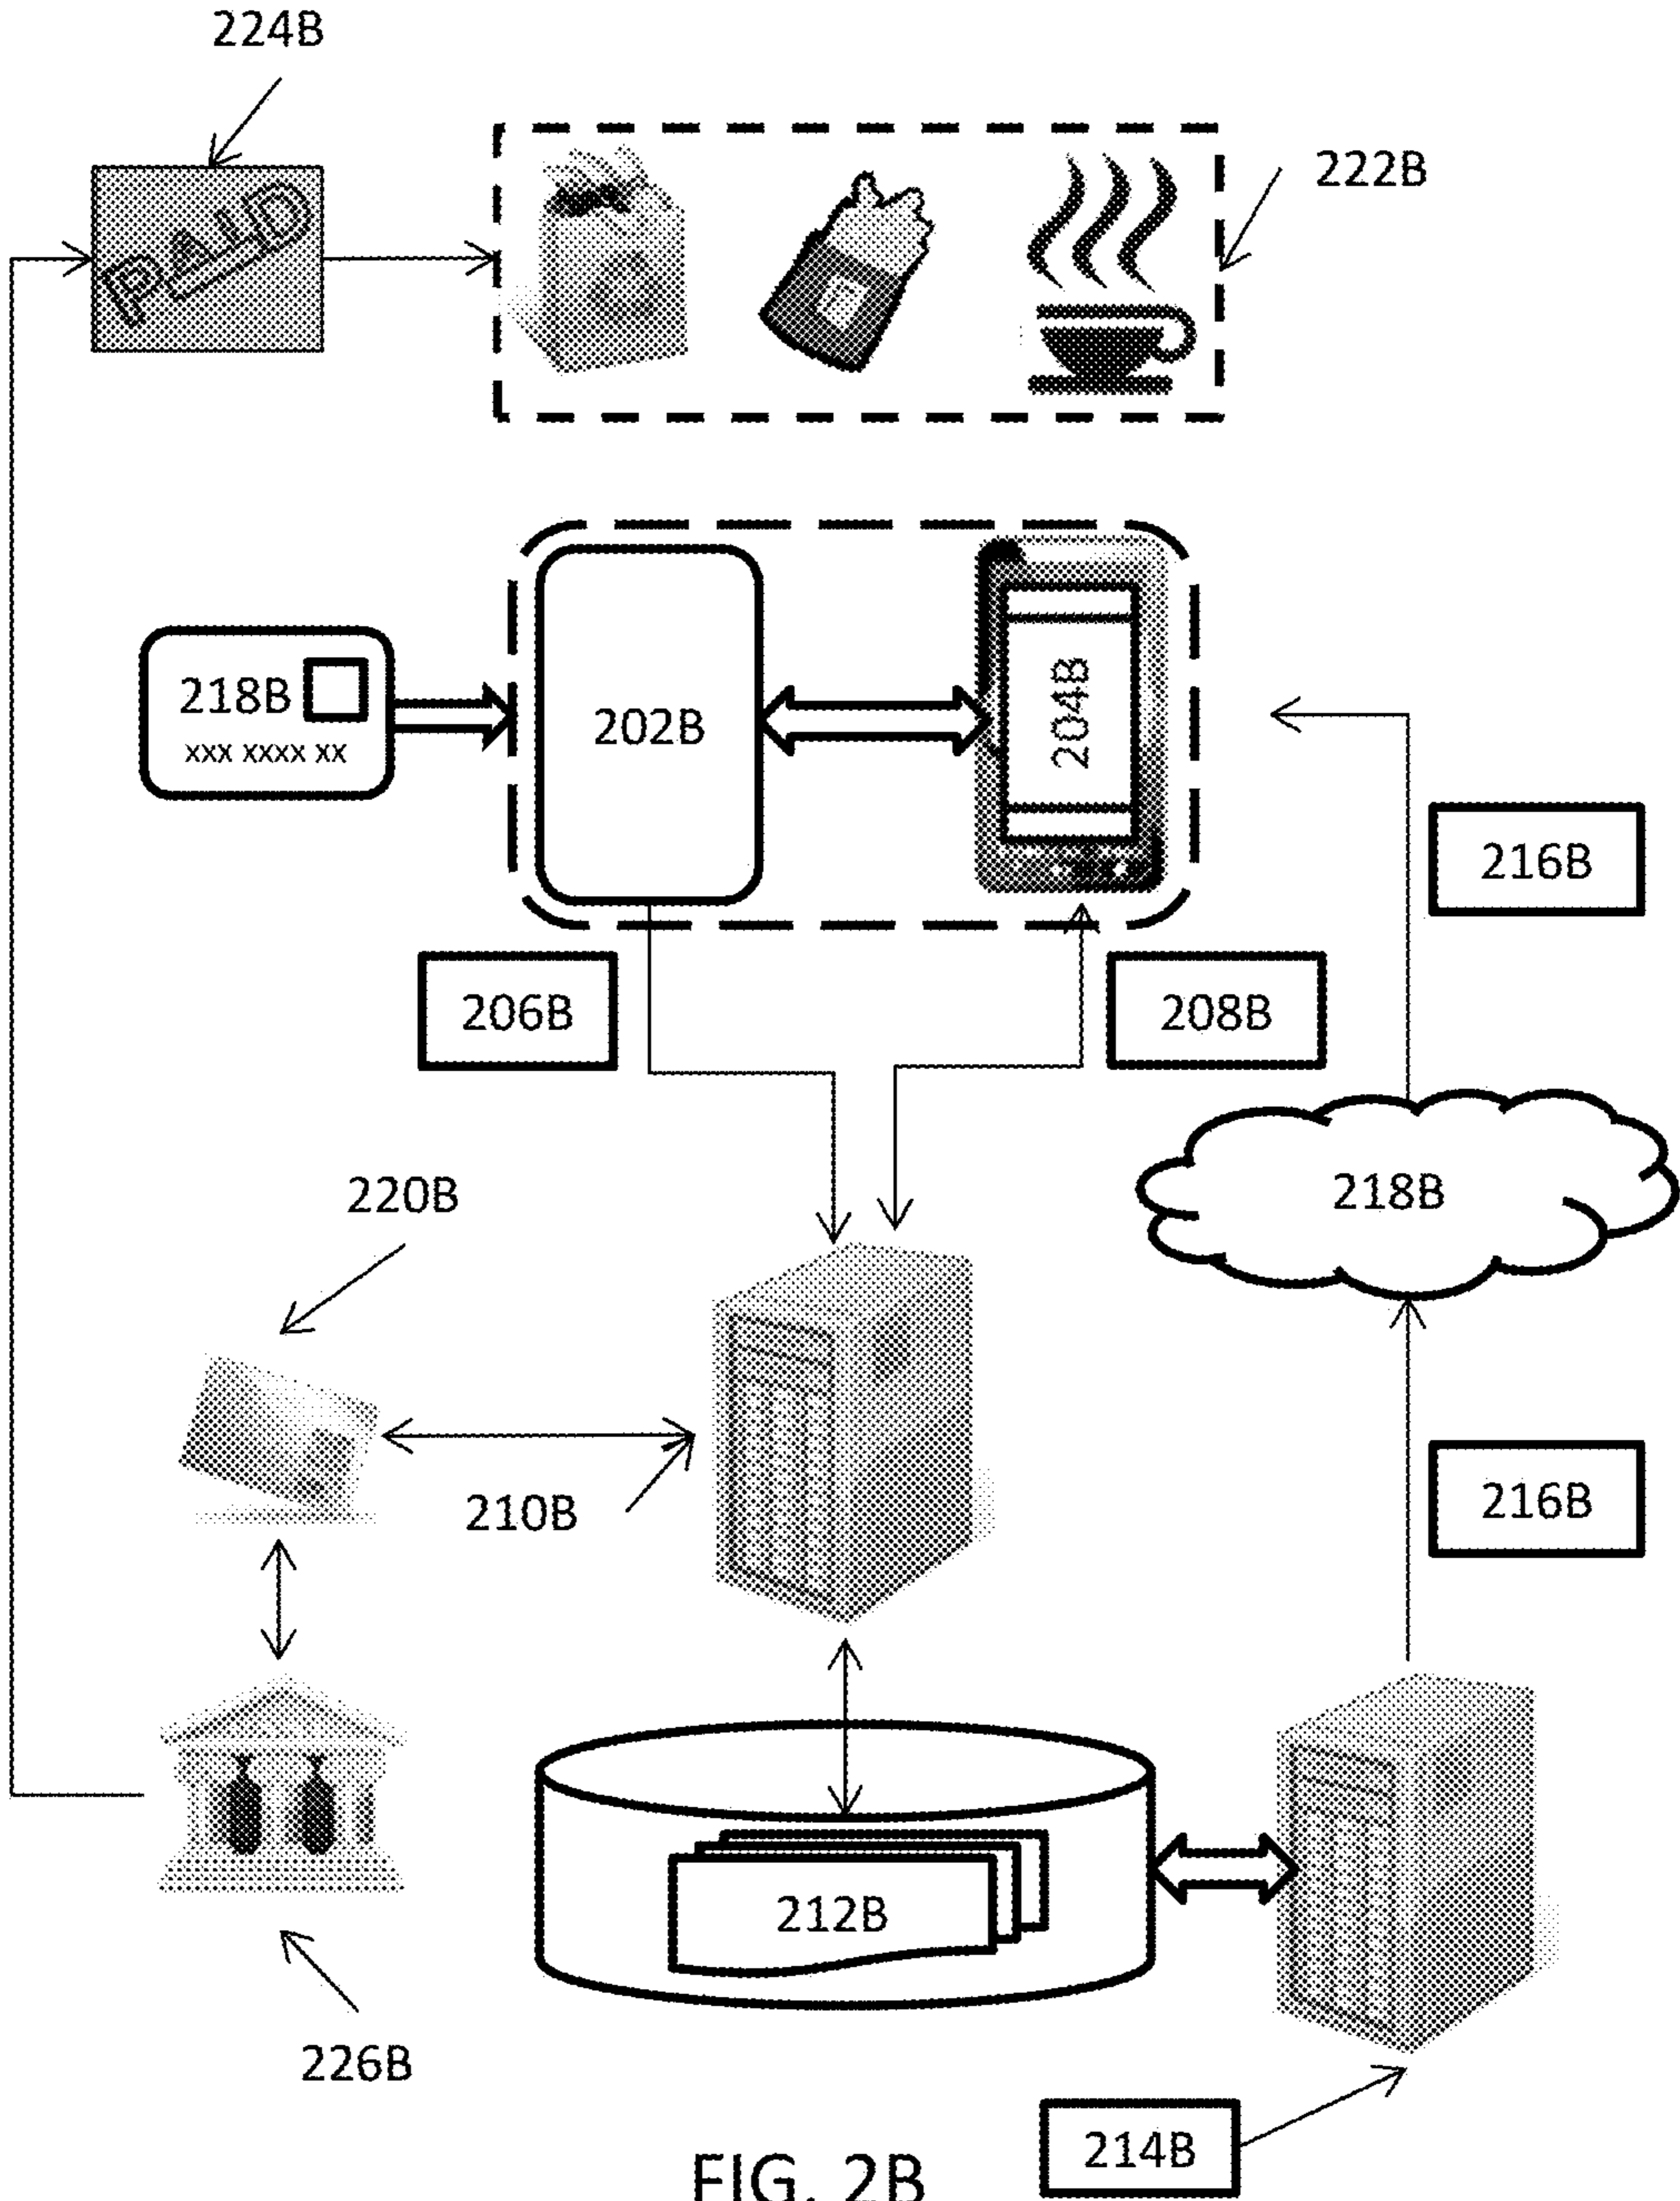 224B
222B
PAID
218B
xxx xxxx xx
202B
204B
216B
206B
208B
218B
220B
210B
216B
212B
226B
214B
FIG. 2B